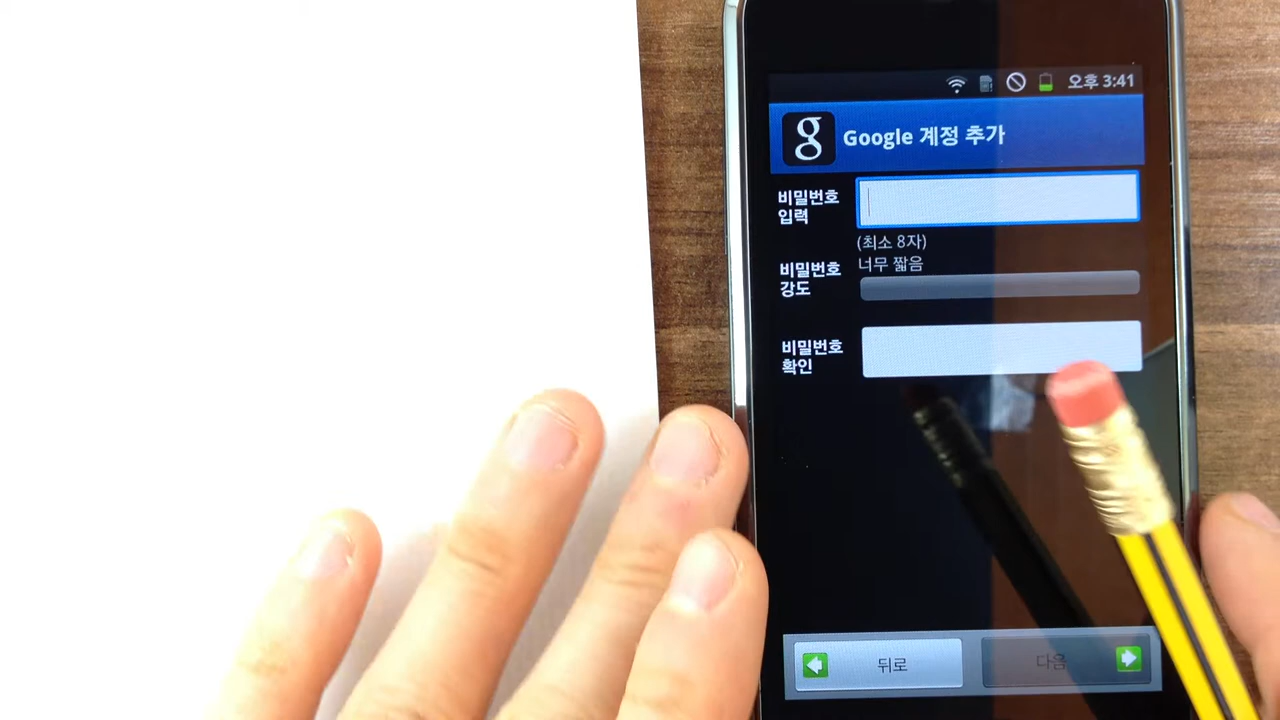 오후 3:41
g
Google 계정 추가
비밀번호
입력
(최소 8자)
너무 짧음
비밀번호
강도
비밀번호
확인
뒤로
다음